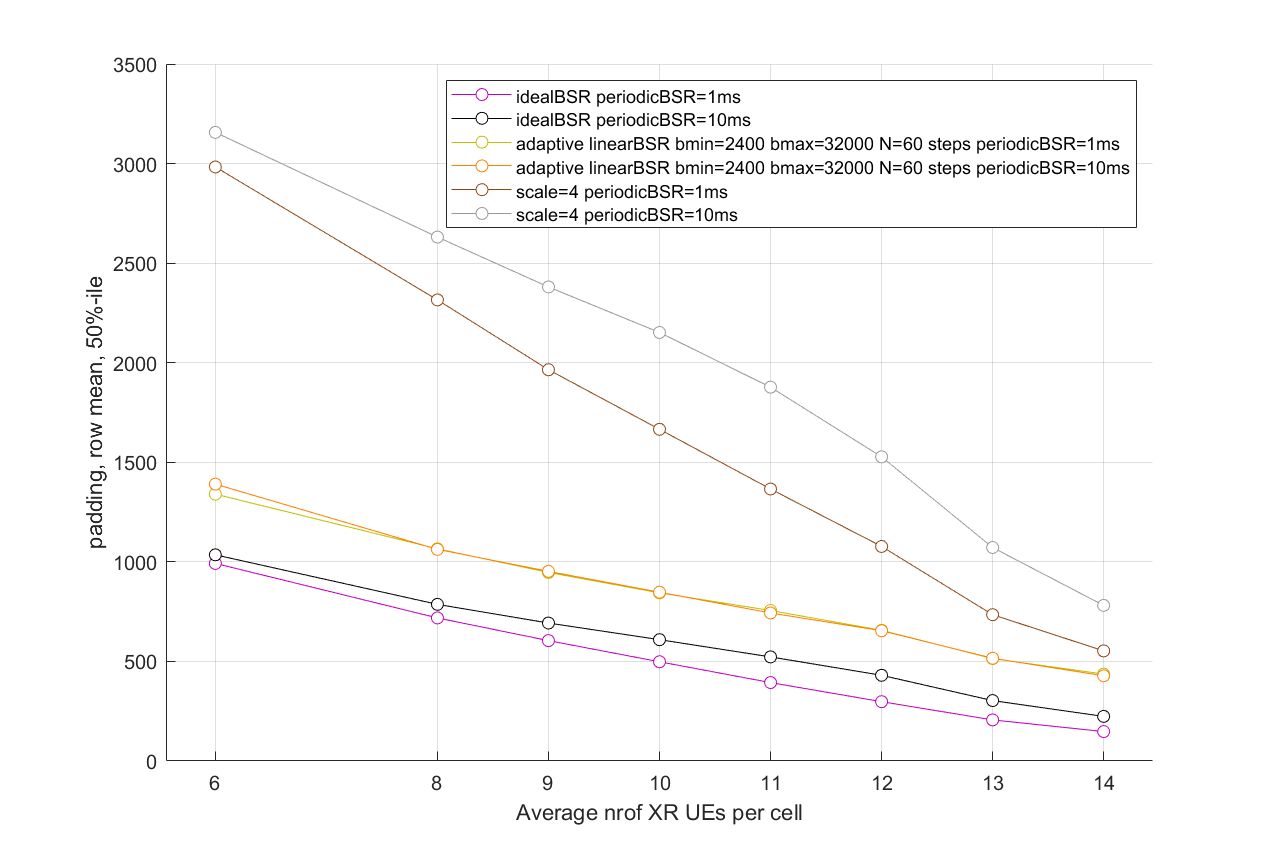 3500
3000
2500
2000
1500
1000
500
0
padding, row mean, 50%-ile
idealBSR periodicBSR=1ms
idealBSR periodicBSR=10ms
adaptive linearBSR bmin=2400 bmax=32000 N=60 steps periodicBSR=1ms
adaptive linearBSR bmin=2400 bmax=32000 N=60 steps periodicBSR=10ms
scale=4 periodicBSR=1ms
scale=4 periodicBSR=10ms
6 8 9 10 11 12 13 14
Average nrof XR UEs per cell